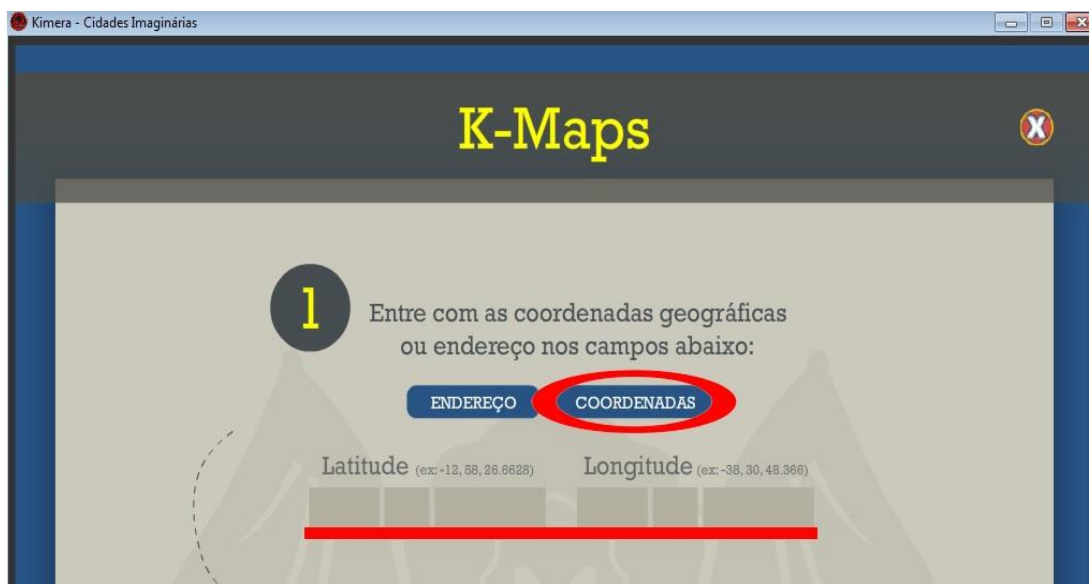 Kimera - Cidades Imaginárias
K-Maps
X
1
Entre com as coordenadas geográficas
ou endereço nos campos abaixo:
ENDEREÇO COORDENADAS
Latitude (ex: -12, 58, 26.6628) Longitude (ex: -38, 30, 48.366)